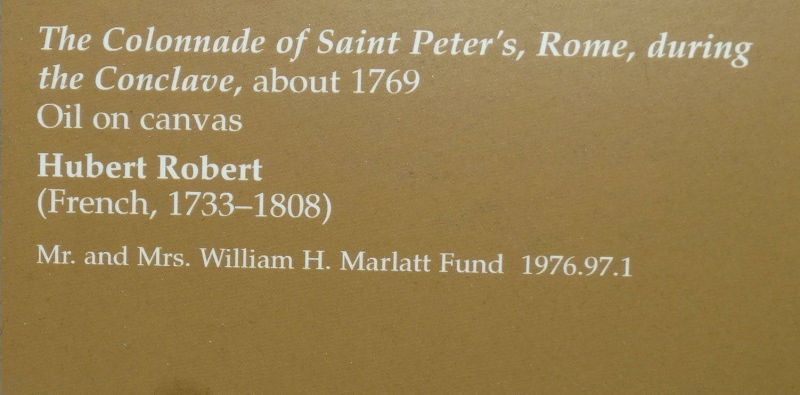 The Colonnade of Saint Peter's, Rome, during
the Conclave, about 1769
Oil on canvas
Hubert Robert
(French, 1733–1808)
Mr. and Mrs. William H. Marlatt Fund 1976.97.1